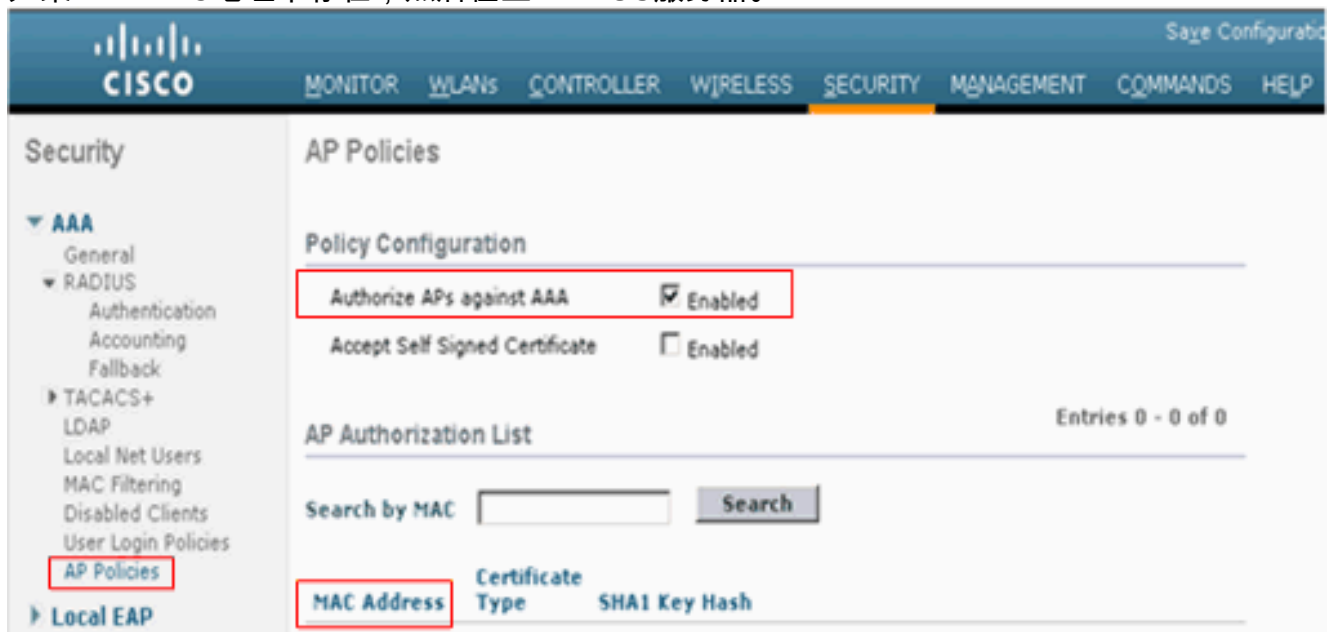 服务器。
Save Configuratio
CISCO
MONITOR WLANs CONTROLLER WIRELESS SECURITY MANAGEMENT COMMANDS HELP
Security
AAA
General
RADIUS
Authentication
Accounting
Fallback
TACACS+
LDAP
Local Net Users
MAC Filtering
Disabled Clients
User Login Policies
AP Policies
Local EAP
AP Policies
Policy Configuration
Authorize APs against AAA Enabled
Accept Self Signed Certificate Enabled
AP Authorization List Entries 0 - 0 of 0
Search by MAC Search
MAC Address Certificate Type SHA1 Key Hash